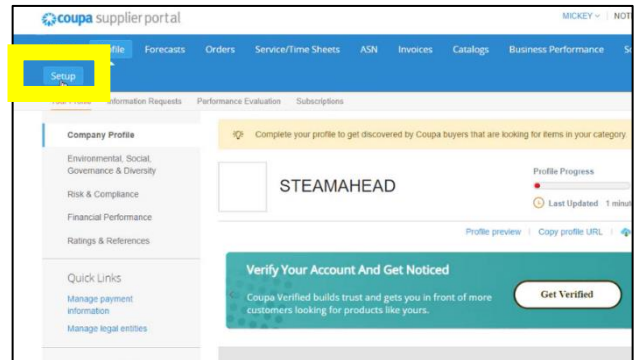 coupa supplier portal
MICKEY
file Forecasts Orders Service/Time Sheets ASN Invoices Catalogs Business Performance
Setup
Information Requests Performance Evaluation Subscriptions
Company Profile
Environmental, Social,
Governance & Diversity
Risk & Compliance
Financial Performance
Ratings & References
Quick Links
Manage payment
information
Manage legal entities
Complete your profile to get discovered by Coupa buyers that are looking for items in your category
STEAMAHEAD
Profile Progress
Last Updated 1
Profile preview Copy profile URL
Verify Your Account And Get Noticed
Coupa Verified builds trust and gets you in front of more
customers looking for products like yours.
Get Verified